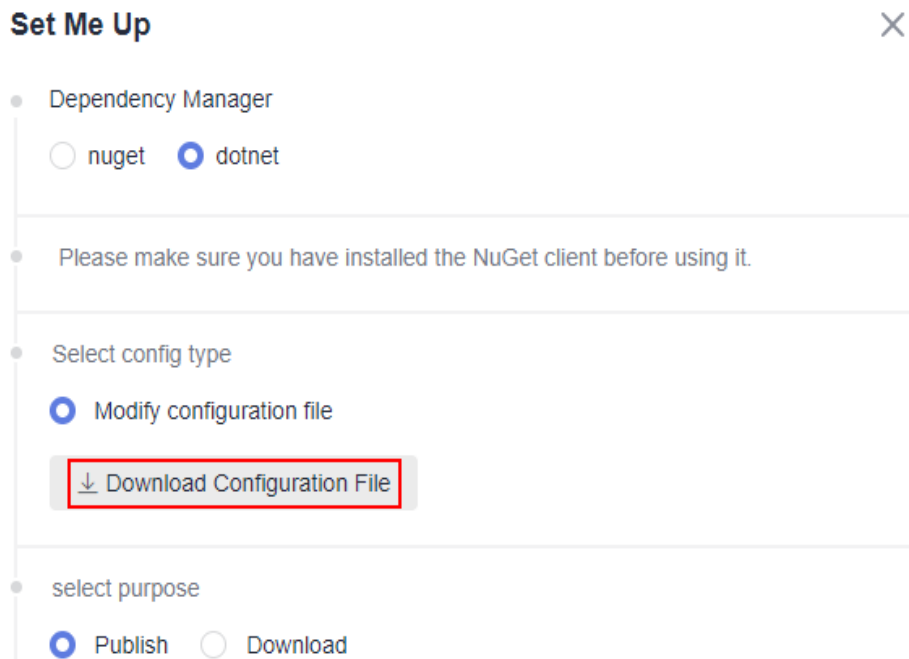 Set Me Up
Dependency Manager
nuget dotnet
Please make sure you have installed the NuGet client before using it.
Select config type
Modify configuration file
Download Configuration File
select purpose
Publish Download